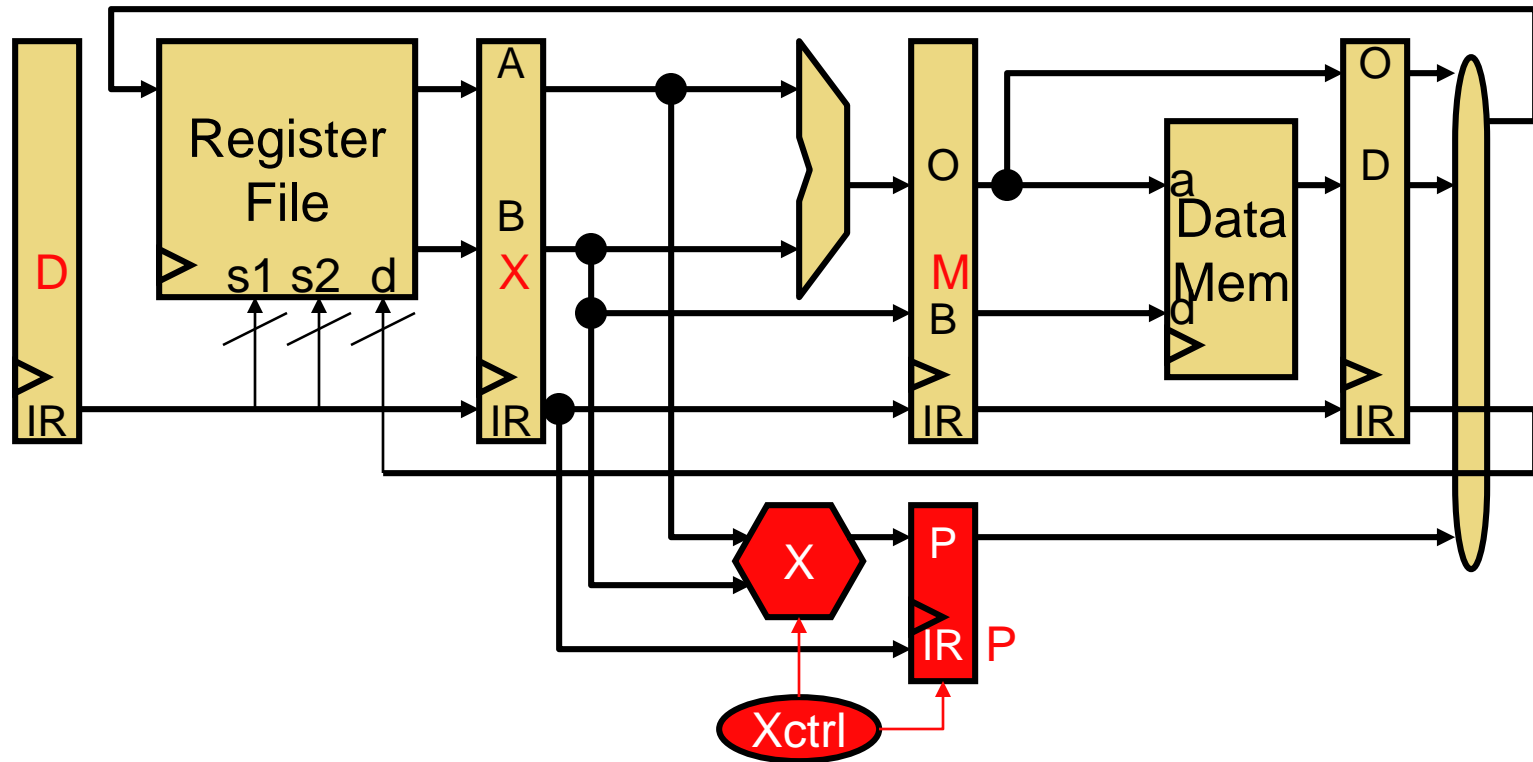 Register
File
s1 s2 d
D
IR
A
B
X
IR
O
M
B
IR
a
Data
Mem
d
O
D
IR
X
P
IR
P
Xctrl